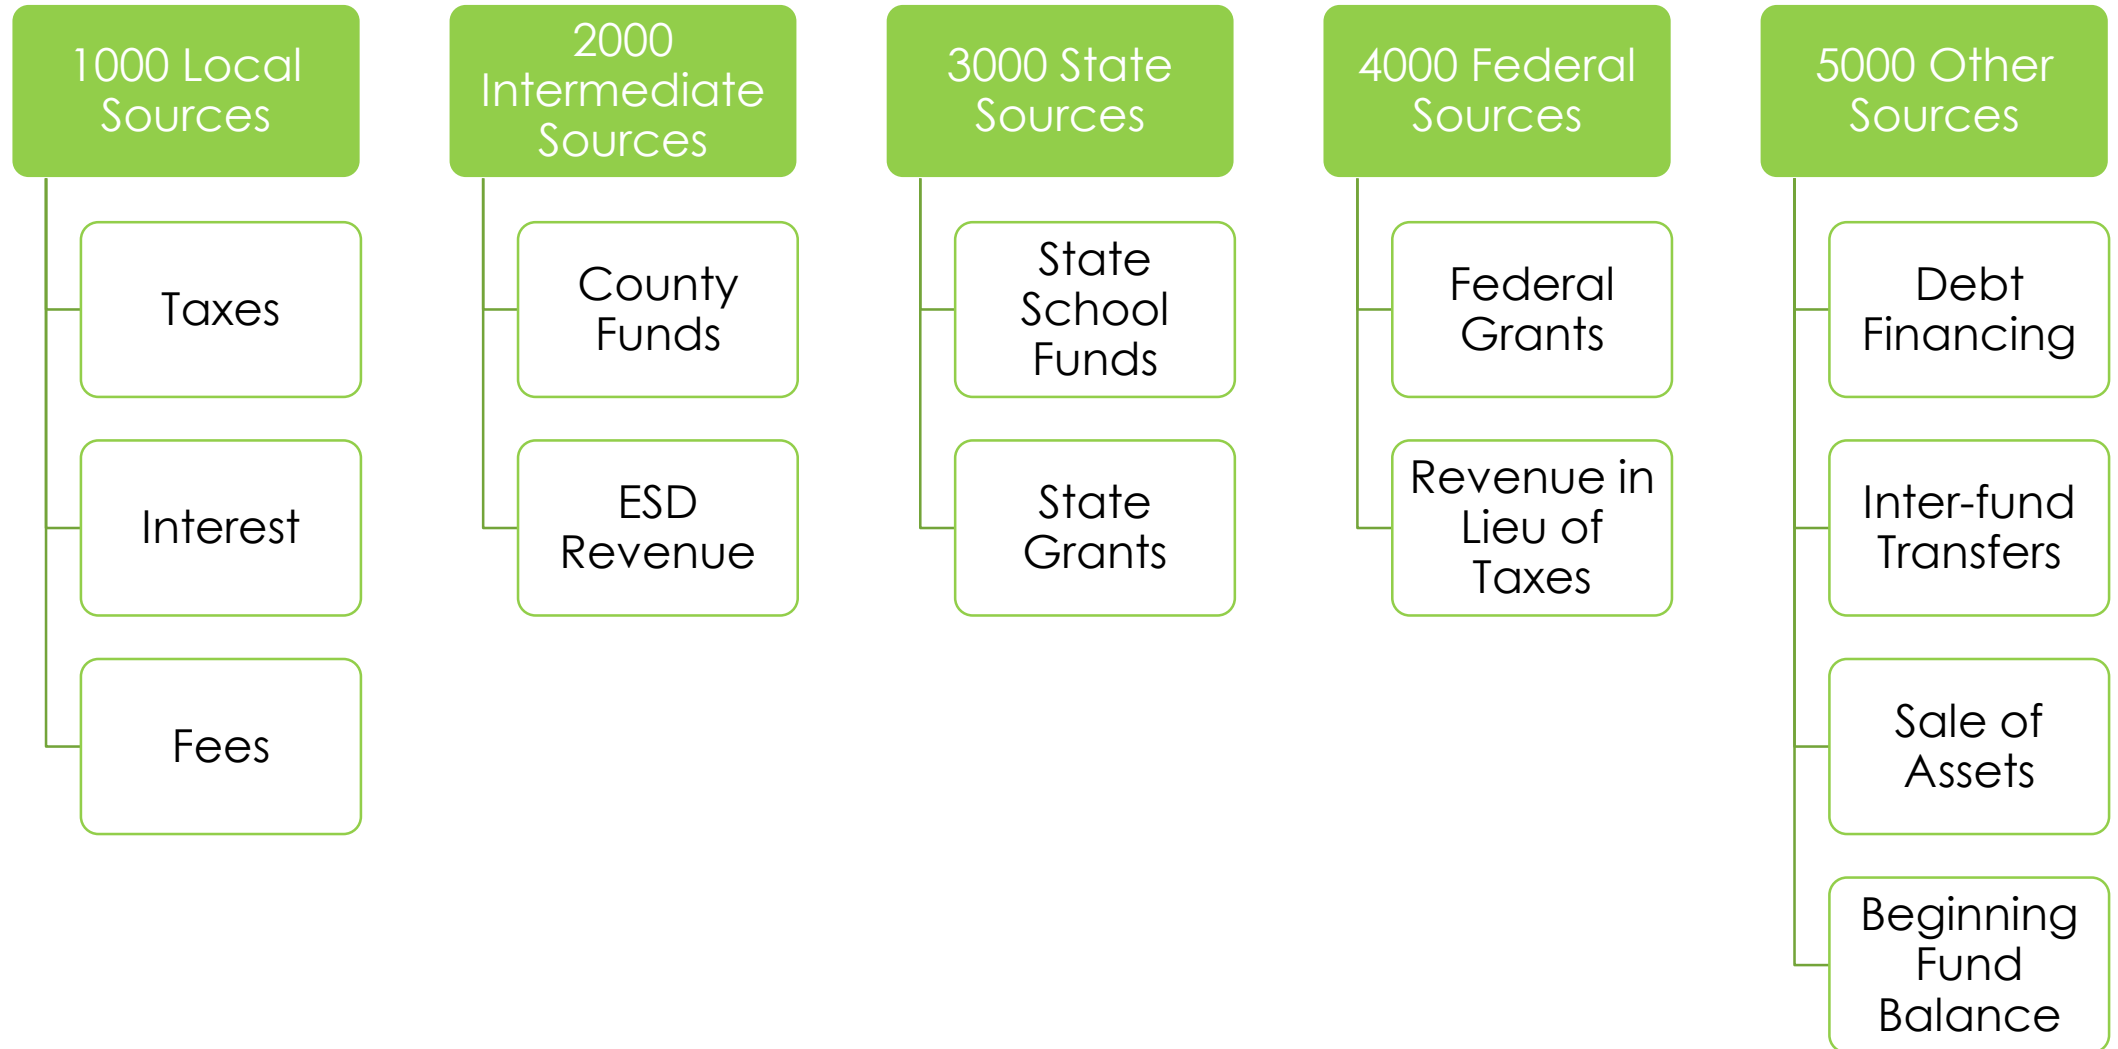 1000 Local
Sources
Taxes
Interest
Fees
2000
Intermediate
Sources
County
Funds
ESD
Revenue
3000 State
Sources
State
School
Funds
State
Grants
4000 Federal
Sources
Federal
Grants
Revenue in
Lieu of
Taxes
5000 Other
Sources
Debt
Financing
Inter-fund
Transfers
Sale of
Assets
Beginning
Fund
Balance